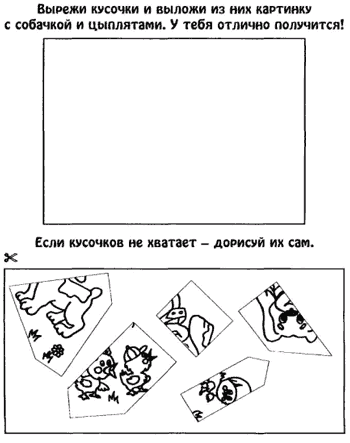 Вырежи кусочки и выложи из них картинку
с собачкой и цыплятами. У тебя отлично получится!
Если кусочков не хватает – дорисуй их сам.